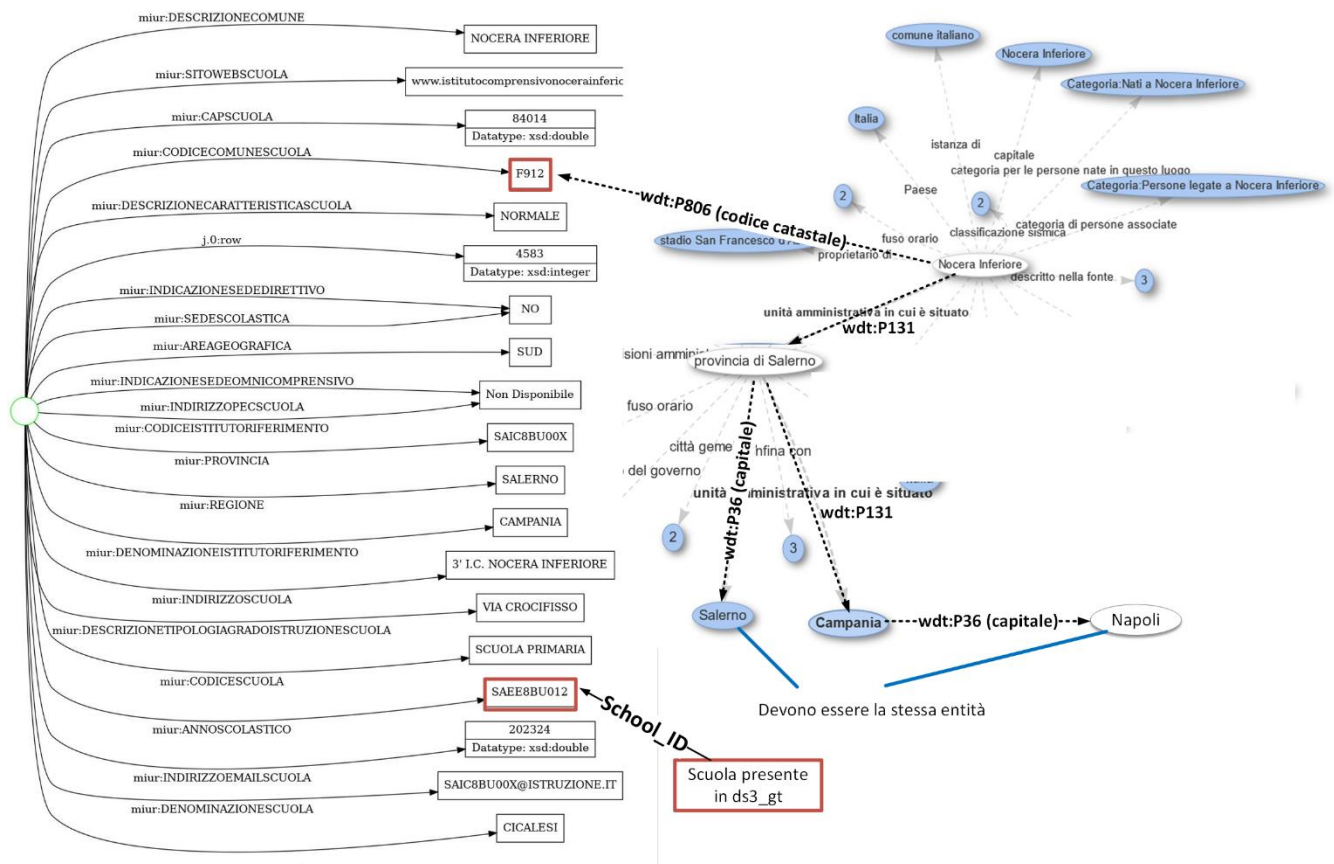 miur:DESCRIZIONECOMUNE
NOCERA INFERIORE
miur:SITOWEBSCUOLA
www.istitutocomprensivonocerainferio
miur:CAPSCUOLA
84014
Datatype: xsd:double
miur:CODICECOMUNESCUOLA
F912
miur:DESCRIZIONECARATTERISTICASCUOLA
NORMALE
j.0:row
4583
Datatype: xsd:integer
miur:INDICAZIONESEDEDIRETTIVO
NO
miur:SEDESCOLASTICA
miur:AREAGEOGRAFICA
SUD
miur:INDICAZIONESEDEOMNICOMPRENSIVO
Non Disponibile
miur:INDIRIZZOPECSCUOLA
miur:CODICEISTITUTORIFERIMENTO
SAIC8BU00X
miur:PROVINCIA
SALERNO
miur:REGIONE
CAMPANIA
miur:DENOMINAZIONEISTITUTORIFERIMENTO
3' I.C. NOCERA INFERIORE
miur:INDIRIZZOSCUOLA
VIA CROCIFISSO
miur:DESCRIZIONETIPOLOGIAGRADOISTRUZIONESCUOLA
SCUOLA PRIMARIA
miur:CODICESCUOLA
SAEE8BU012
miur:ANNOSCOLASTICO
202324
Datatype: xsd:double
miur:INDIRIZZOEMAILSCUOLA
SAIC8BU00X@ISTRUZIONE.IT
miur:DENOMINAZIONESCUOLA
CICALESI
comune italiano
Nocera Inferiore
Categoria:Nati a Nocera Inferiore
Italia
istanza di
capitale
categoria per le persone nate in questo luogo
Paese
Categoria:Persone legate a Nocera Inferiore
2
2
wdt:P806 (codice catastale)
categoria di persone associate
fuso orario
classificazione sismica
stadio San Francesco d'A
proprietario di
Nocera Inferiore
descritto nella fonte
3
unità amministrativa in cui è situato
wdt:P131
sioni amminist
provincia di Salerno
fuso orario
città geme
hfina con
o del governo
unità amministrativa in cui è situato
wdt:P36 (capitale)
wdt:P131
2
3
Salerno
Campania
wdt:P36 (capitale)
Napoli
Devono essere la stessa entità
School_ID
Scuola presente
in ds3_gt